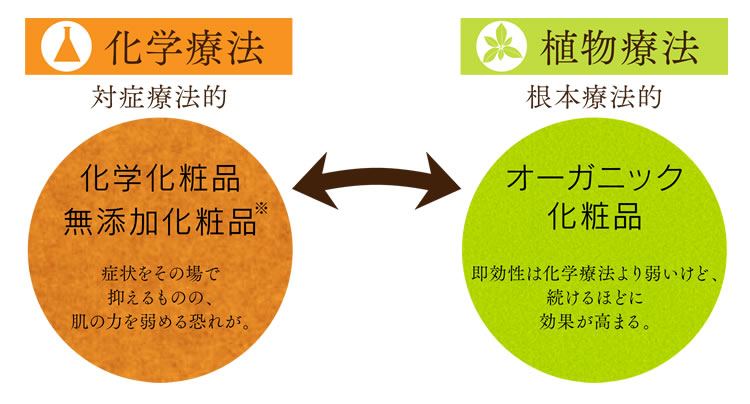 化学療法
対症療法的
化学化粧品
無添加化粧品※
症状をその場で
抑えるものの、
肌の力を弱める恐れが。
植物療法
根本療法的
オーガニック
化粧品
即効性は化学療法より弱いけど、
続けるほどに
効果が高まる。